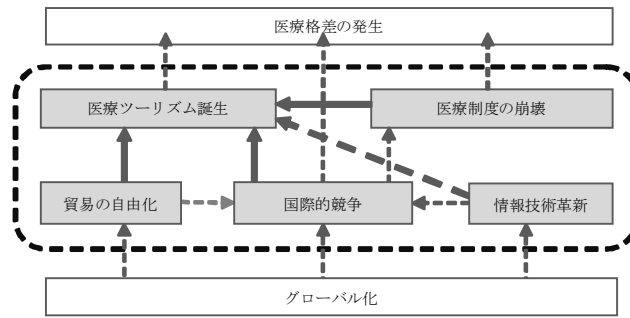 医療格差の発生
医療ツーリズム誕生
医療制度の崩壊
貿易の自由化
国際的競争
情報技術革新
グローバル化